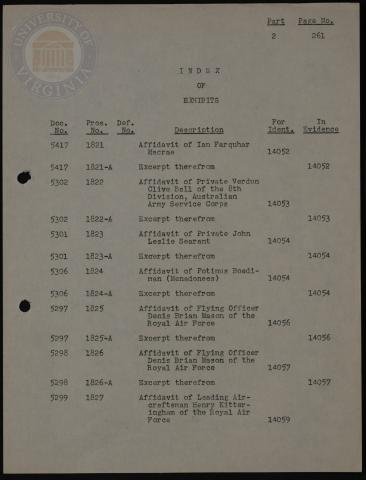 UNIVERSITY OF VIRGINIA
Part Page No.
2 261
INDEX
OF
EXHIBITS
Doc. Pros. Def. For In
No. No. No. Description Ident. Evidence
5417 1821 Affidavit of Ian Farquhar
Macrae 14052
5417 1821-A Excerpt therefrom 14052
5302 1822 Affidavit of Private Verdun
Clive Bell of the 8th
Division, Australian
Army Service Corps 14053
5302 1822-A Excerpt therefrom 14053
5301 1823 Affidavit of Private John
Leslie 14054
5301 1823-A Excerpt therefrom 14054
5306 1824 Affidavit of Potimus Boedi-
man (Menadonees) 14054
5306 1824-A Excerpt therefrom 14054
5297 1825 Affidavit of Flying Officer
Denis Brian Mason of the
Royal Air Force 14056
5297 1825-A Excerpt therefrom 14056
5298 1826 Affidavit of Flying Officer
Denis Brian Mason of the
Royal Air Force 14057
5298 1826-A Excerpt therefrom 14057
5299 1827 Affidavit of Leading Air-
craftsman Henry Kitter-
ingham of the Royal Air
Force 14059